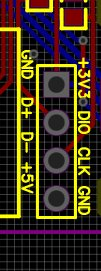 GND D+ D- +5V
+3V3 DIO CLK GND